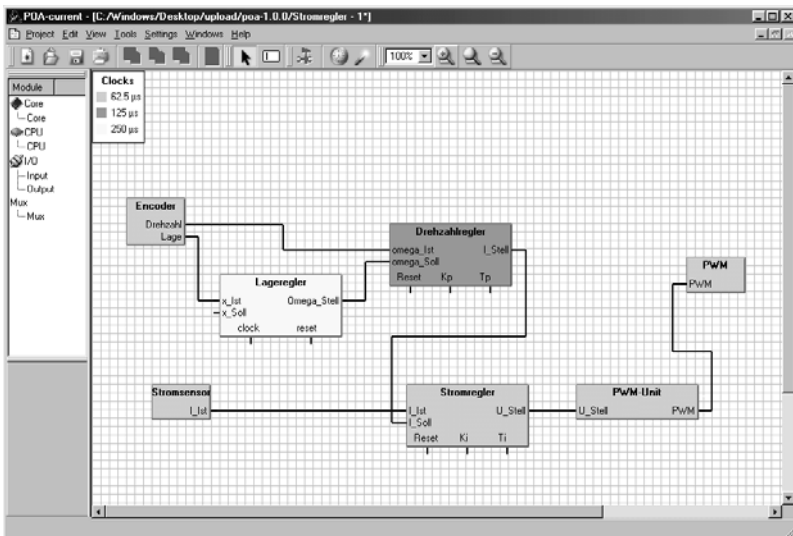 POA-current - [C:/Windows/Desktop/upload/poa-1.0.0/Stromregler - 1*]
Project Edit View Tools Settings Windows Help
100%
Module
Core
Core
CPU
CPU
I/O
Input
Output
Mux
Mux
Clocks
62.5 µs
125 µs
250 µs
Encoder
Drehzahl
Lage
Lageregler
x_Ist Omega_Stell
x_Soll
clock reset
Drehzahlregler
omega_Ist I_Stell
omega_Soll
Reset Kp Tp
PWM
PWM
Stromsensor
I_Ist
Stromregler
I_Ist U_Stell
I_Soll
Reset Ki Ti
PWM-Unit
U_Stell PWM